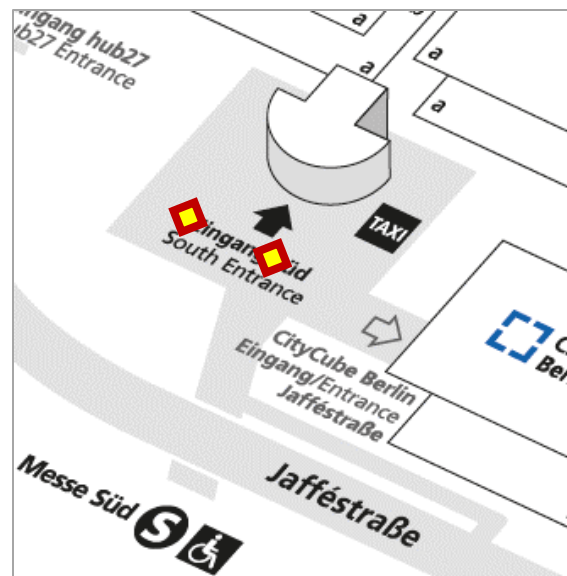 a
a
a
a
hub27
Entrance
TAXI
South Entrance
CityCube Berlin
Eingang/Entrance
Jafféstraße
Jafféstraße
Messe Süd
S